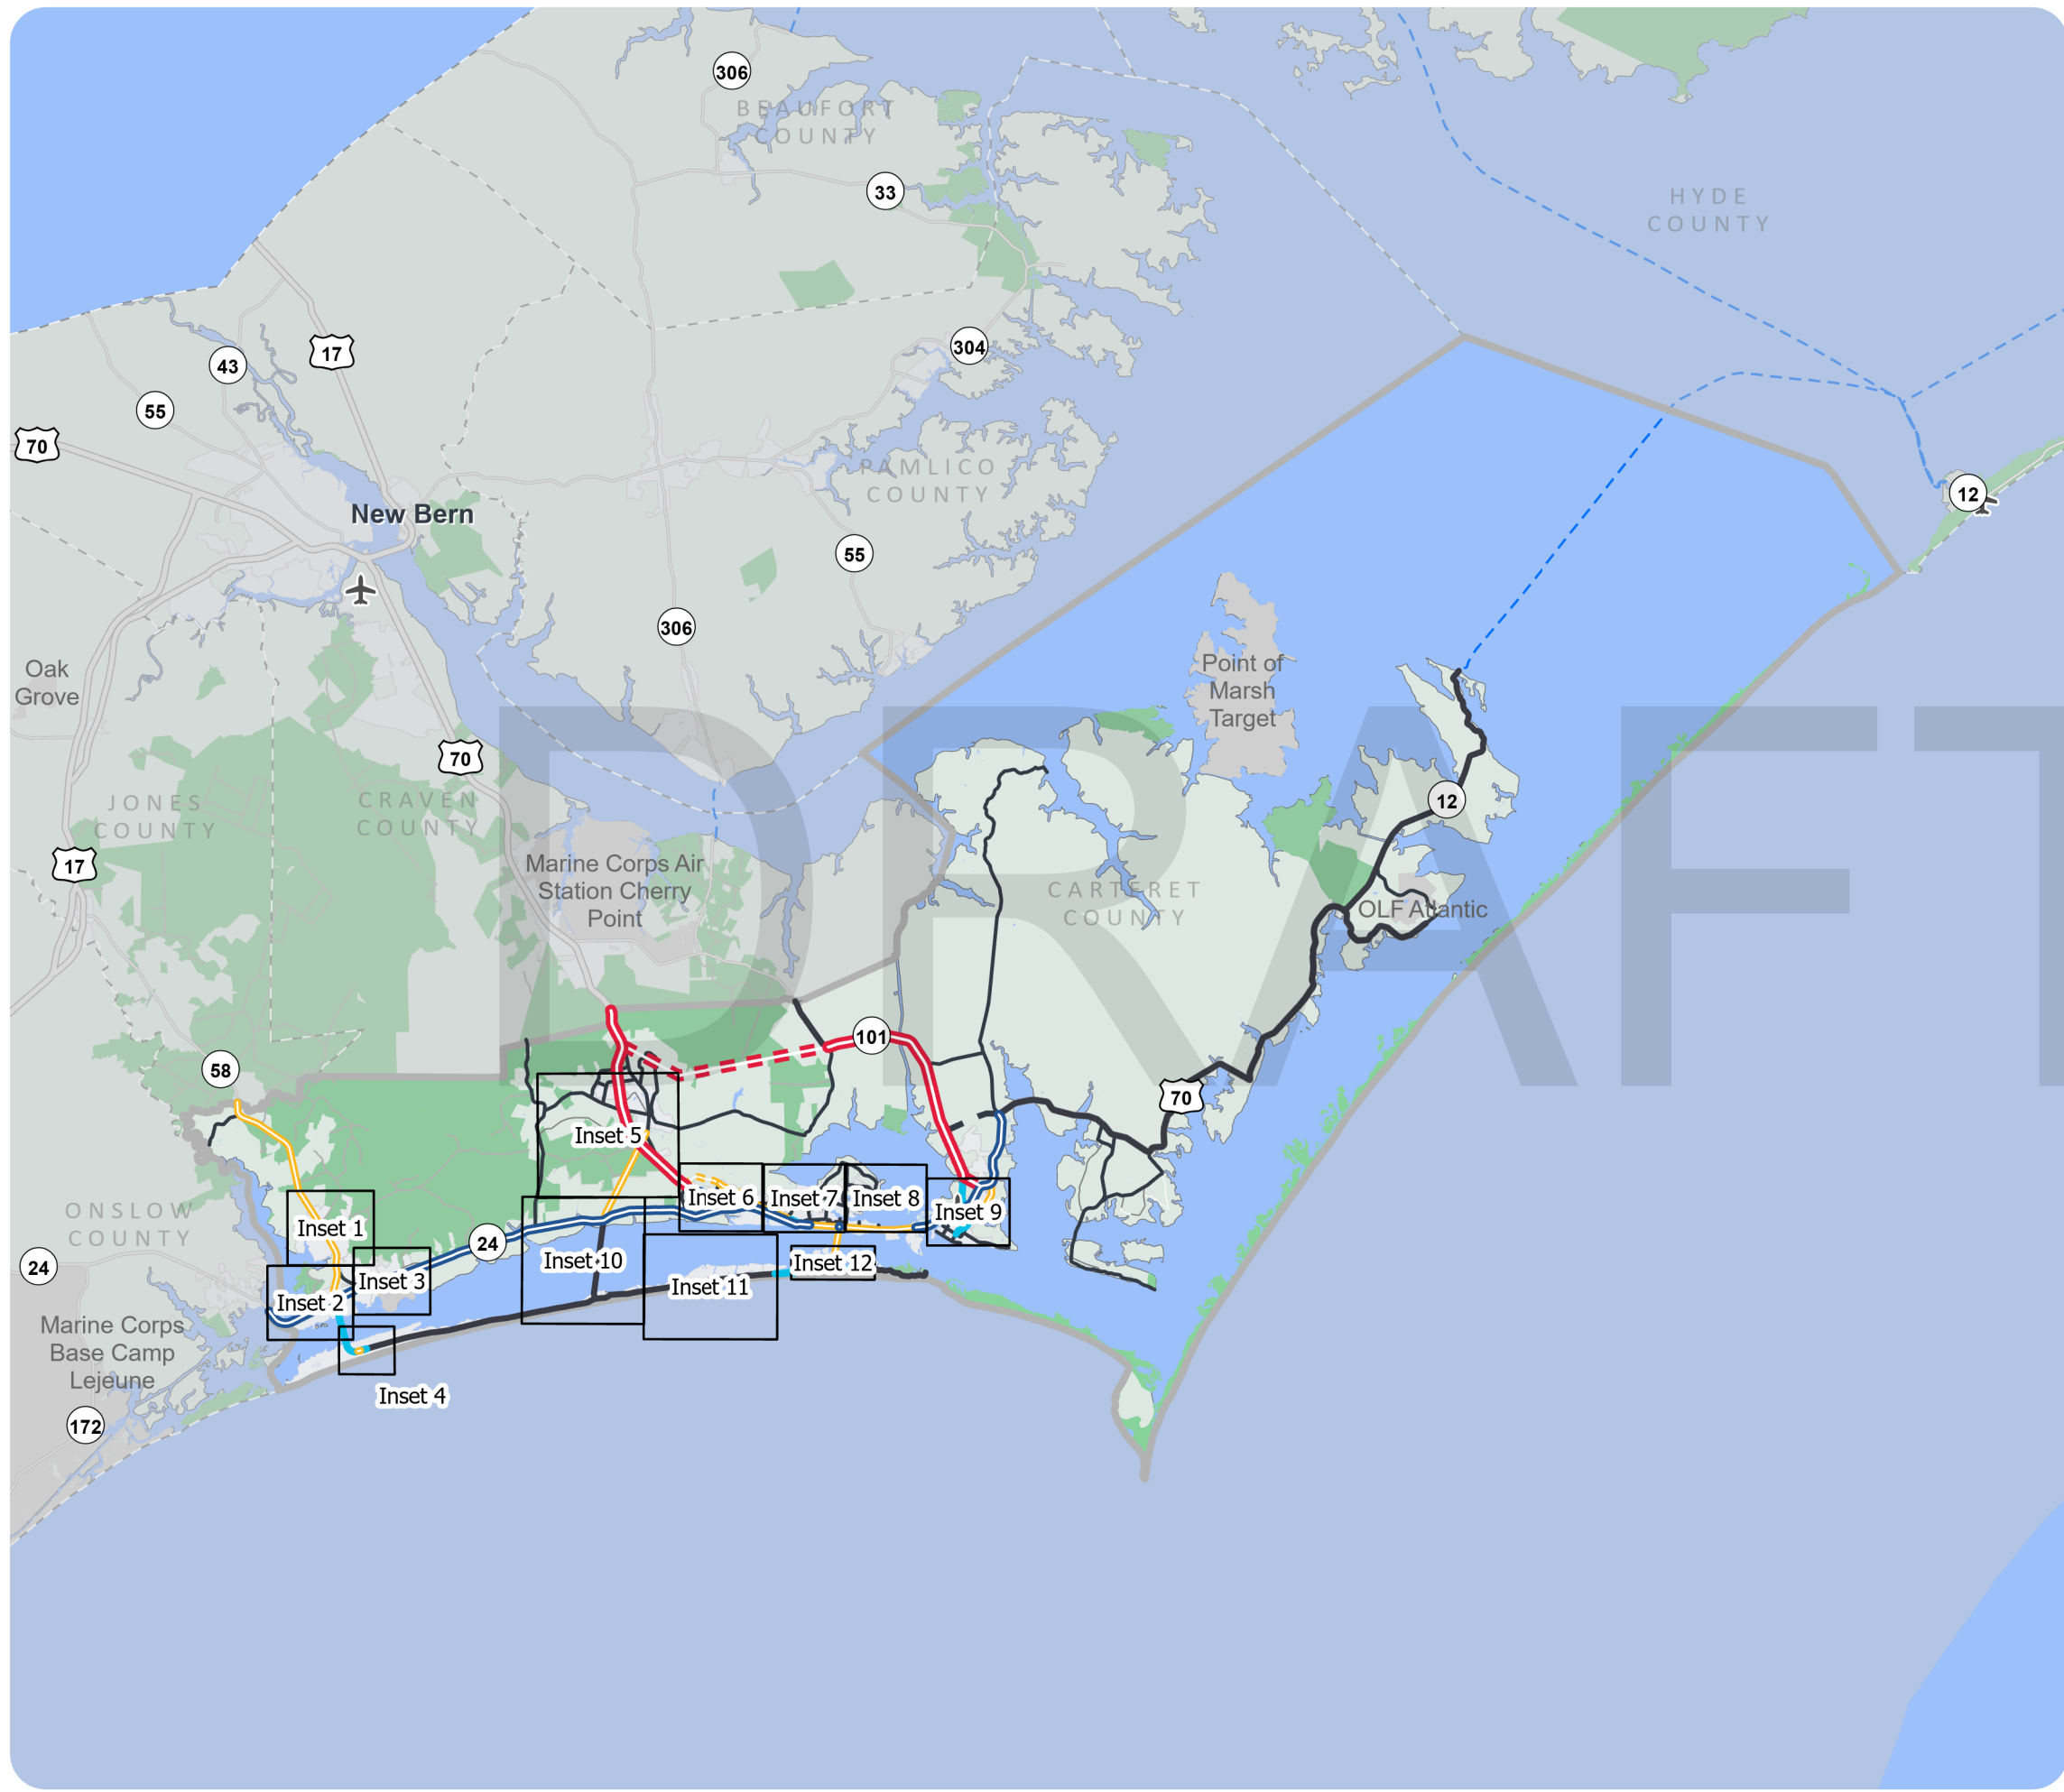 306
BEAUFORT
COUNTY
33
HYDE
COUNTY
17
43
304
55
70
PAMLICO
COUNTY
12
New Bern
55
306
Oak
Grove
Point of
Marsh
Target
DRAFT
70
JONES
COUNTY
CRAVEN
COUNTY
12
17
Marine Corps Air
Station Cherry
Point
CARTERET
COUNTY
OLF Atlantic
101
58
70
Inset 5
Inset 6
Inset 7
Inset 8
Inset 9
ONSLOW
COUNTY
Inset 1
24
24
Inset 10
Inset 12
Inset 3
Inset 11
Inset 2
Marine Corps
Base Camp
Lejeune
Inset 4
172